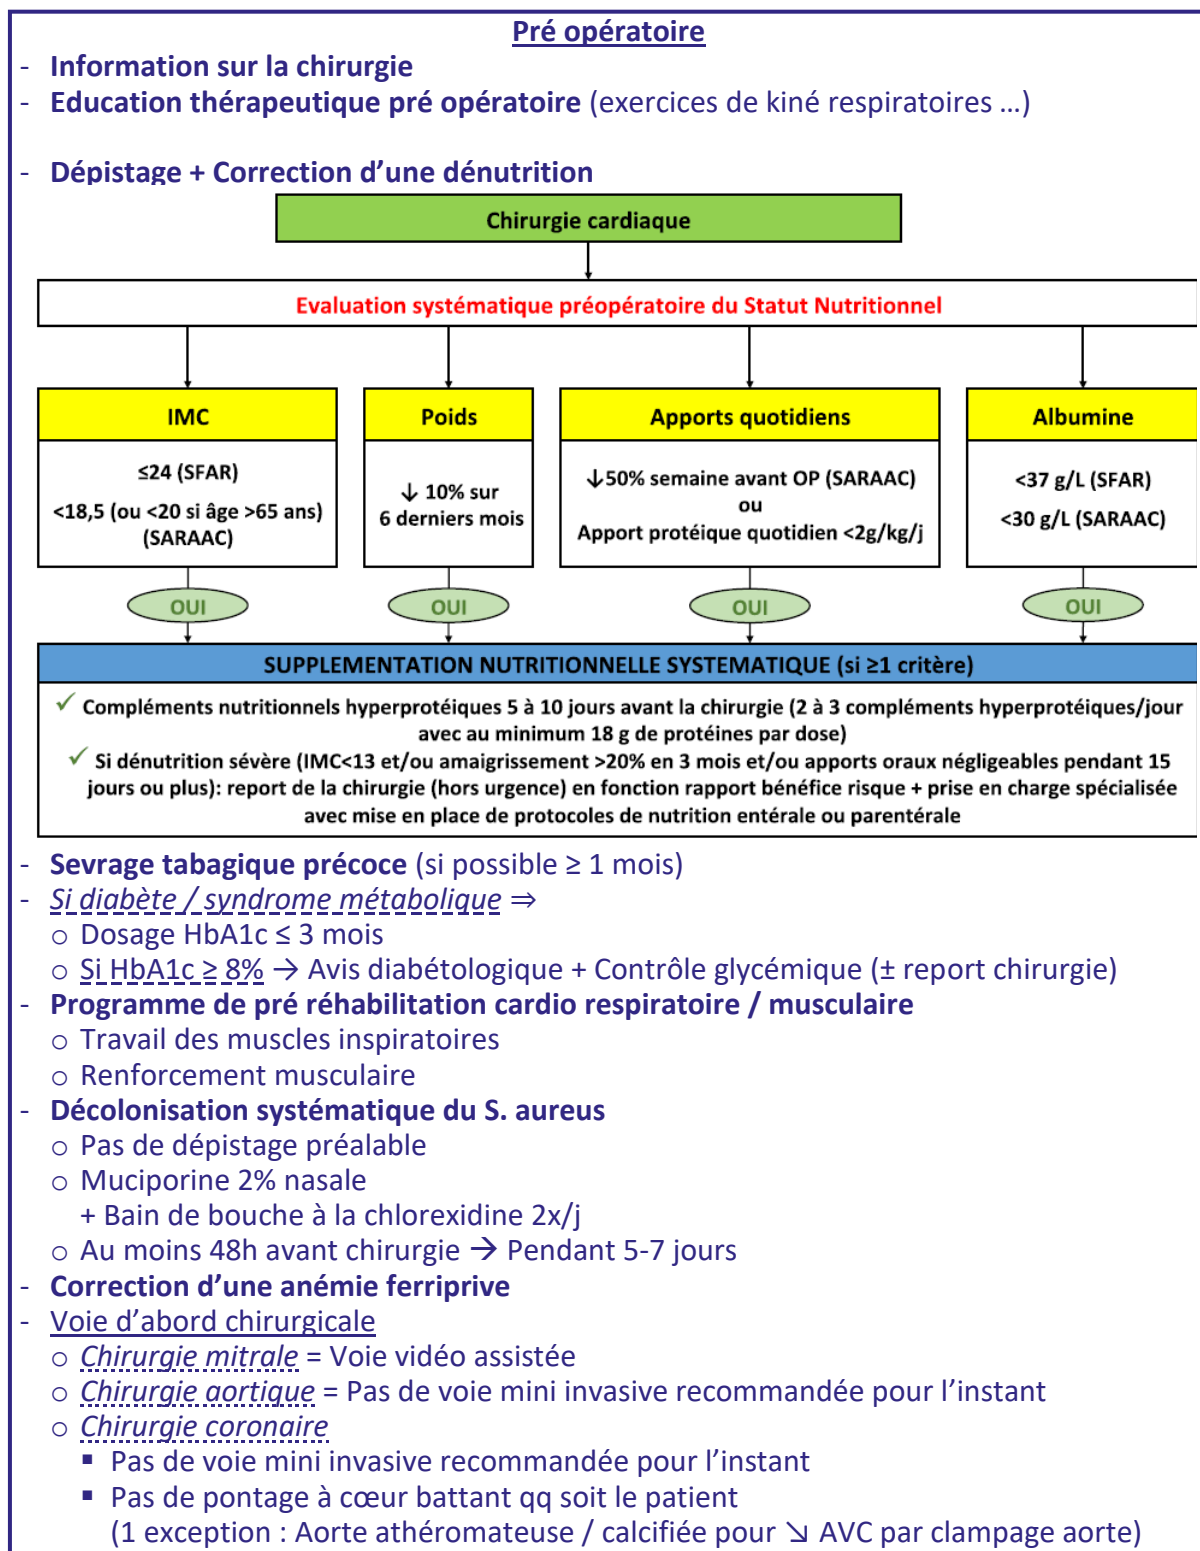 Pré opératoire
- Information sur la chirurgie
- Education thérapeutique pré opératoire (exercices de kiné respiratoires ...)
- Dépistage + Correction d'une dénutrition
Chirurgie cardiaque
Evaluation systématique préopératoire du Statut Nutritionnel
IMC
≤24 (SFAR)
<18,5 (ou <20 si âge >65 ans)
(SARAAC)
Poids
↓ 10% sur
6 derniers mois
Apports quotidiens
↓50% semaine avant OP (SARAAC)
ou
Apport protéique quotidien <2g/kg/j
Albumine
<37 g/L (SFAR)
<30 g/L (SARAAC)
OUI
OUI
OUI
OUI
SUPPLEMENTATION NUTRITIONNELLE SYSTEMATIQUE (si ≥1 critère)
✓ Compléments nutritionnels hyperprotéiques 5 à 10 jours avant la chirurgie (2 à 3 compléments hyperprotéiques/jour
avec au minimum 18 g de protéines par dose)
✓ Si dénutrition sévère (IMC<13 et/ou amaigrissement >20% en 3 mois et/ou apports oraux négligeables pendant 15
jours ou plus): report de la chirurgie (hors urgence) en fonction rapport bénéfice risque + prise en charge spécialisée
avec mise en place de protocoles de nutrition entérale ou parentérale
- Sevrage tabagique précoce (si possible ≥ 1 mois)
- Si diabète / syndrome métabolique ⇒
o Dosage HbA1c ≤ 3 mois
o Si HbA1c ≥ 8% → Avis diabétologique + Contrôle glycémique (± report chirurgie)
- Programme de pré réhabilitation cardio respiratoire / musculaire
o Travail des muscles inspiratoires
o Renforcement musculaire
- Décolonisation systématique du S. aureus
o Pas de dépistage préalable
o Muciporine 2% nasale
+ Bain de bouche à la chlorexidine 2x/j
o Au moins 48h avant chirurgie → Pendant 5-7 jours
- Correction d'une anémie ferriprive
- Voie d'abord chirurgicale
o Chirurgie mitrale = Voie vidéo assistée
o Chirurgie aortique = Pas de voie mini invasive recommandée pour l'instant
o Chirurgie coronaire
▪ Pas de voie mini invasive recommandée pour l'instant
▪ Pas de pontage à cœur battant qq soit le patient
(1 exception : Aorte athéromateuse / calcifiée pour ↘ AVC par clampage aorte)